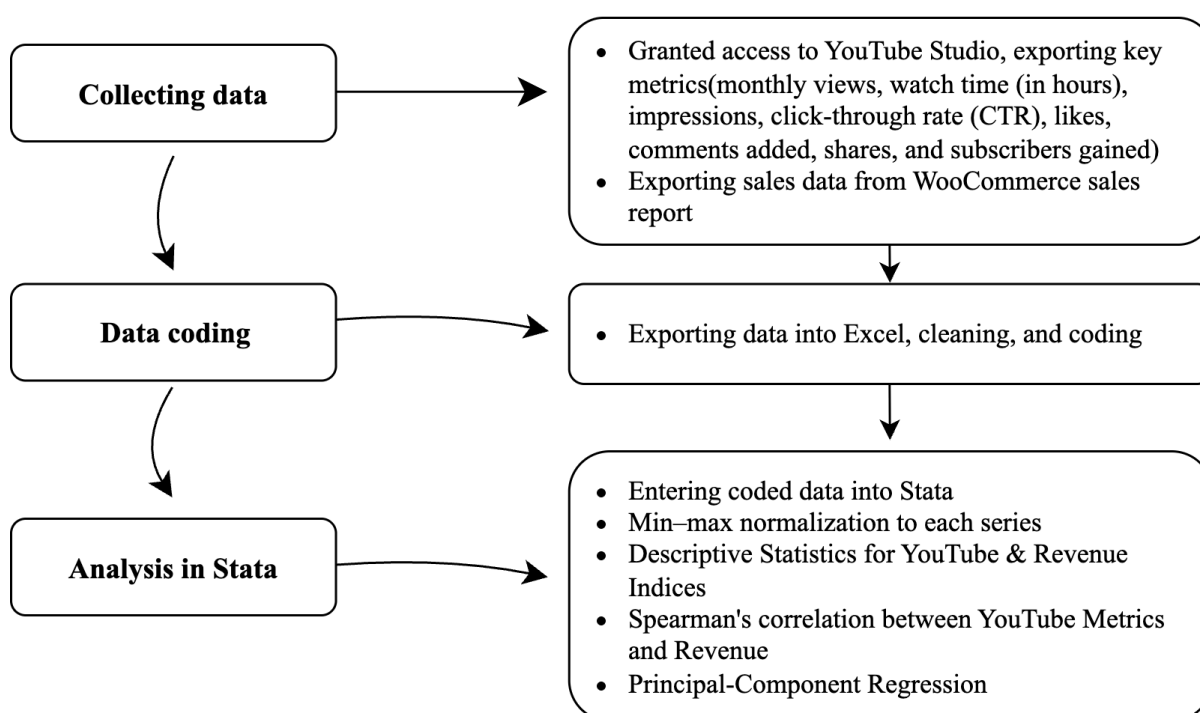 Collecting data
• Granted access to YouTube Studio, exporting key
metrics(monthly views, watch time (in hours),
impressions, click-through rate (CTR), likes,
comments added, shares, and subscribers gained)
• Exporting sales data from WooCommerce sales
report
Data coding
• Exporting data into Excel, cleaning, and coding
Analysis in Stata
• Entering coded data into Stata
• Min–max normalization to each series
• Descriptive Statistics for YouTube & Revenue
Indices
• Spearman's correlation between YouTube Metrics
and Revenue
• Principal-Component Regression